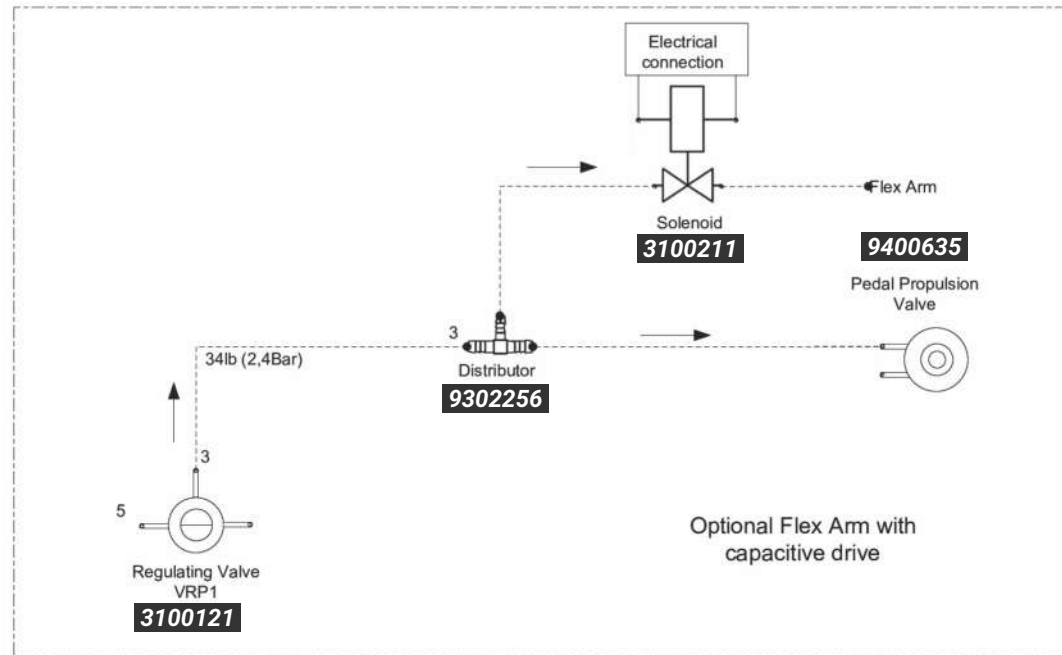 Electrical
connection
Flex Arm
Solenoid
3100211
9400635
Pedal Propulsion
Valve
3
34lb (2,4Bar)
Distributor
9302256
3
5
Regulating Valve
VRP1
3100121
Optional Flex Arm with
capacitive drive